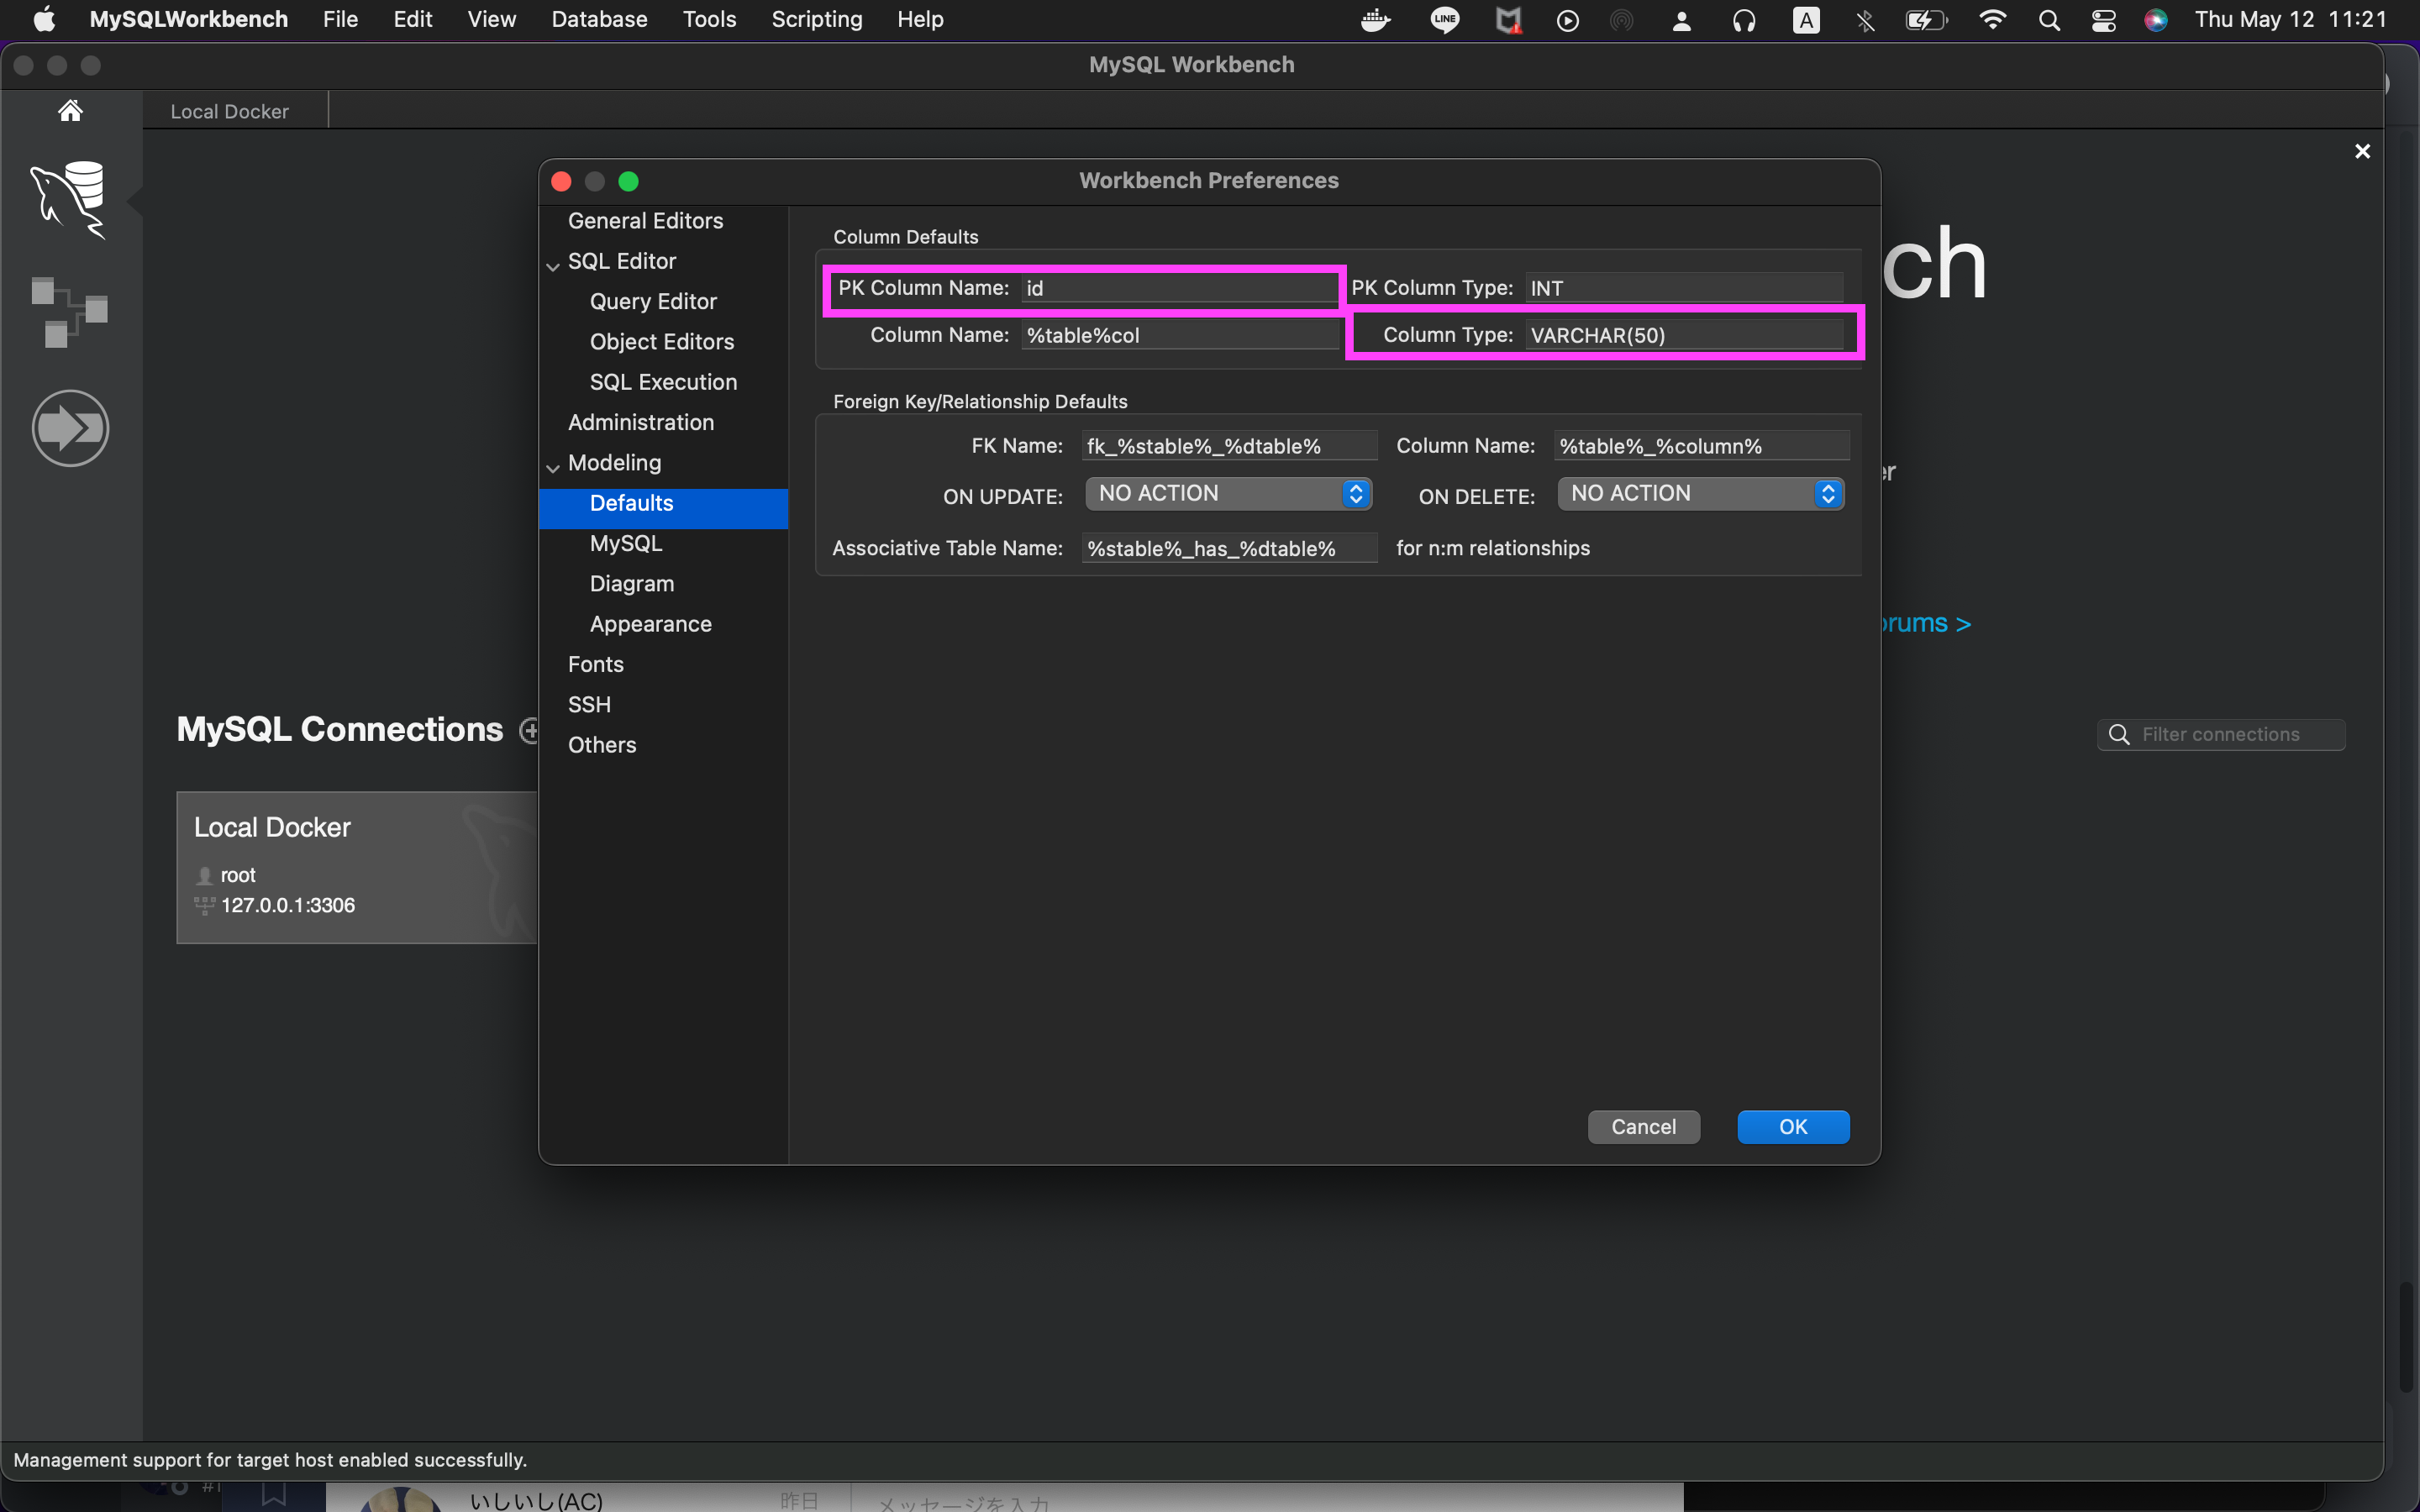 MySQLWorkbench File Edit View Database Tools Scripting Help LINE A Thu May 12 11:21
MySQL Workbench
Local Docker
Workbench Preferences
General Editors
SQL Editor
Query Editor
Object Editors
SQL Execution
Administration
Modeling
Defaults
MySQL
Diagram
Appearance
Fonts
SSH
Others
Column Defaults
PK Column Name: id PK Column Type: INT
Column Name: %table%col Column Type: VARCHAR(50)
Foreign Key/Relationship Defaults
FK Name: fk_%stable%_%dtable% Column Name: %table%_%column%
ON UPDATE: NO ACTION ON DELETE: NO ACTION
Associative Table Name: %stable%_has_%dtable% for n:m relationships
Cancel OK
ch
er
orums >
MySQL Connections
Filter connections
Local Docker
root
127.0.0.1:3306
Management support for target host enabled successfully.
いしいし(AC) 昨日 メッセージを入力